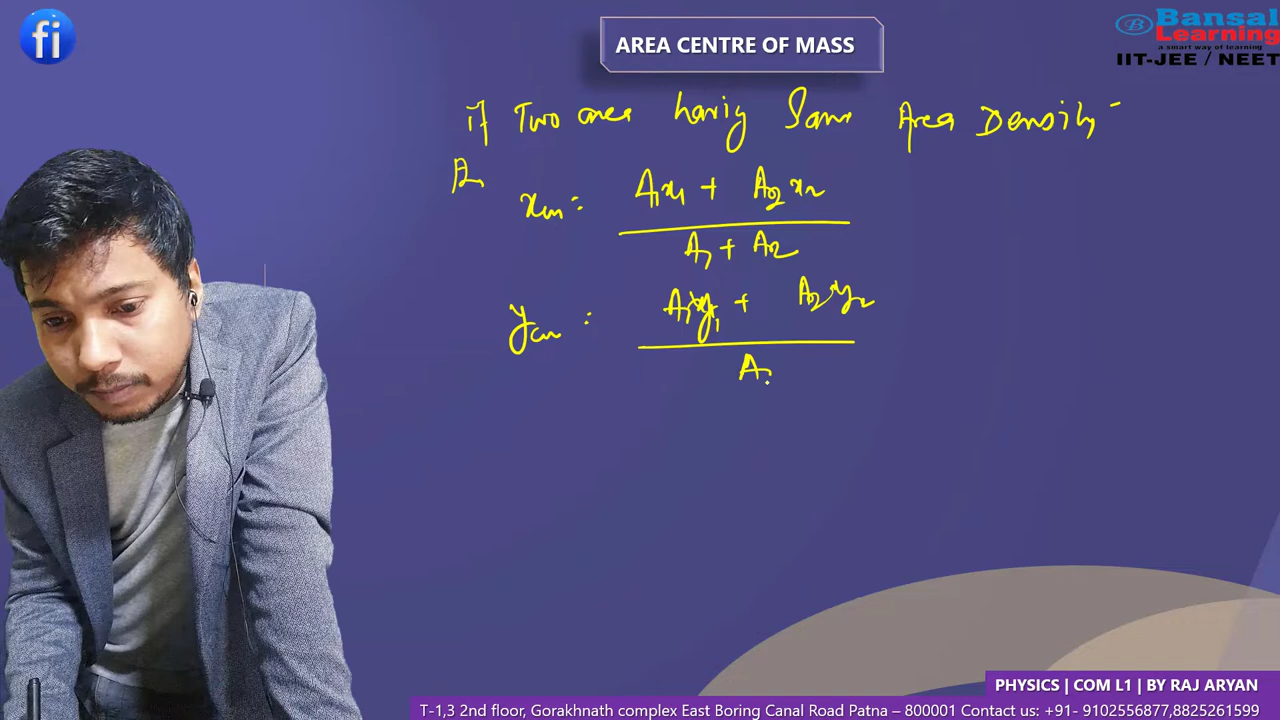 fi
AREA CENTRE OF MASS
B Bansal
Learning
a smart way of learning
IIT-JEE / NEET
if Two area havig Same Area Density -
xcm = A1x1 + A2x2
A1 + A2
ycm = A1y1 + A2y2
A
PHYSICS | COM L1 | BY RAJ ARYAN
T-1,3 2nd floor, Gorakhnath complex East Boring Canal Road Patna – 800001 Contact us: +91- 9102556877,8825261599